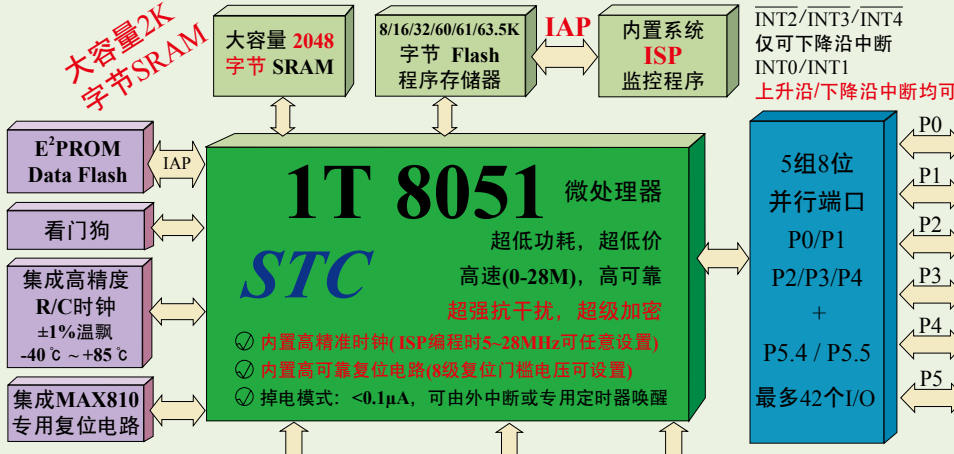 大容量2K
字节SRAM
大容量 2048
字节 SRAM
8/16/32/60/61/63.5K
字节 Flash
程序存储器
IAP
内置系统
ISP
监控程序
INT2/INT3/INT4
仅可下降沿中断
INT0/INT1
上升沿/下降沿中断均可
E²PROM
Data Flash
IAP
看门狗
集成高精度
R/C时钟
±1%温飘
-40℃~+85℃
集成MAX810
专用复位电路
1T 8051 微处理器
STC
超低功耗，超低价
高速(0-28M)，高可靠
超强抗干扰，超级加密
内置高精准时钟(ISP编程时5~28MHz可任意设置)
内置高可靠复位电路(8级复位门槛电压可设置)
掉电模式：<0.1μA，可由外中断或专用定时器唤醒
5组8位
并行端口
P0/P1
P2/P3/P4
+
P5.4 / P5.5
最多42个I/O
P0
P1
P2
P3
P4
P5